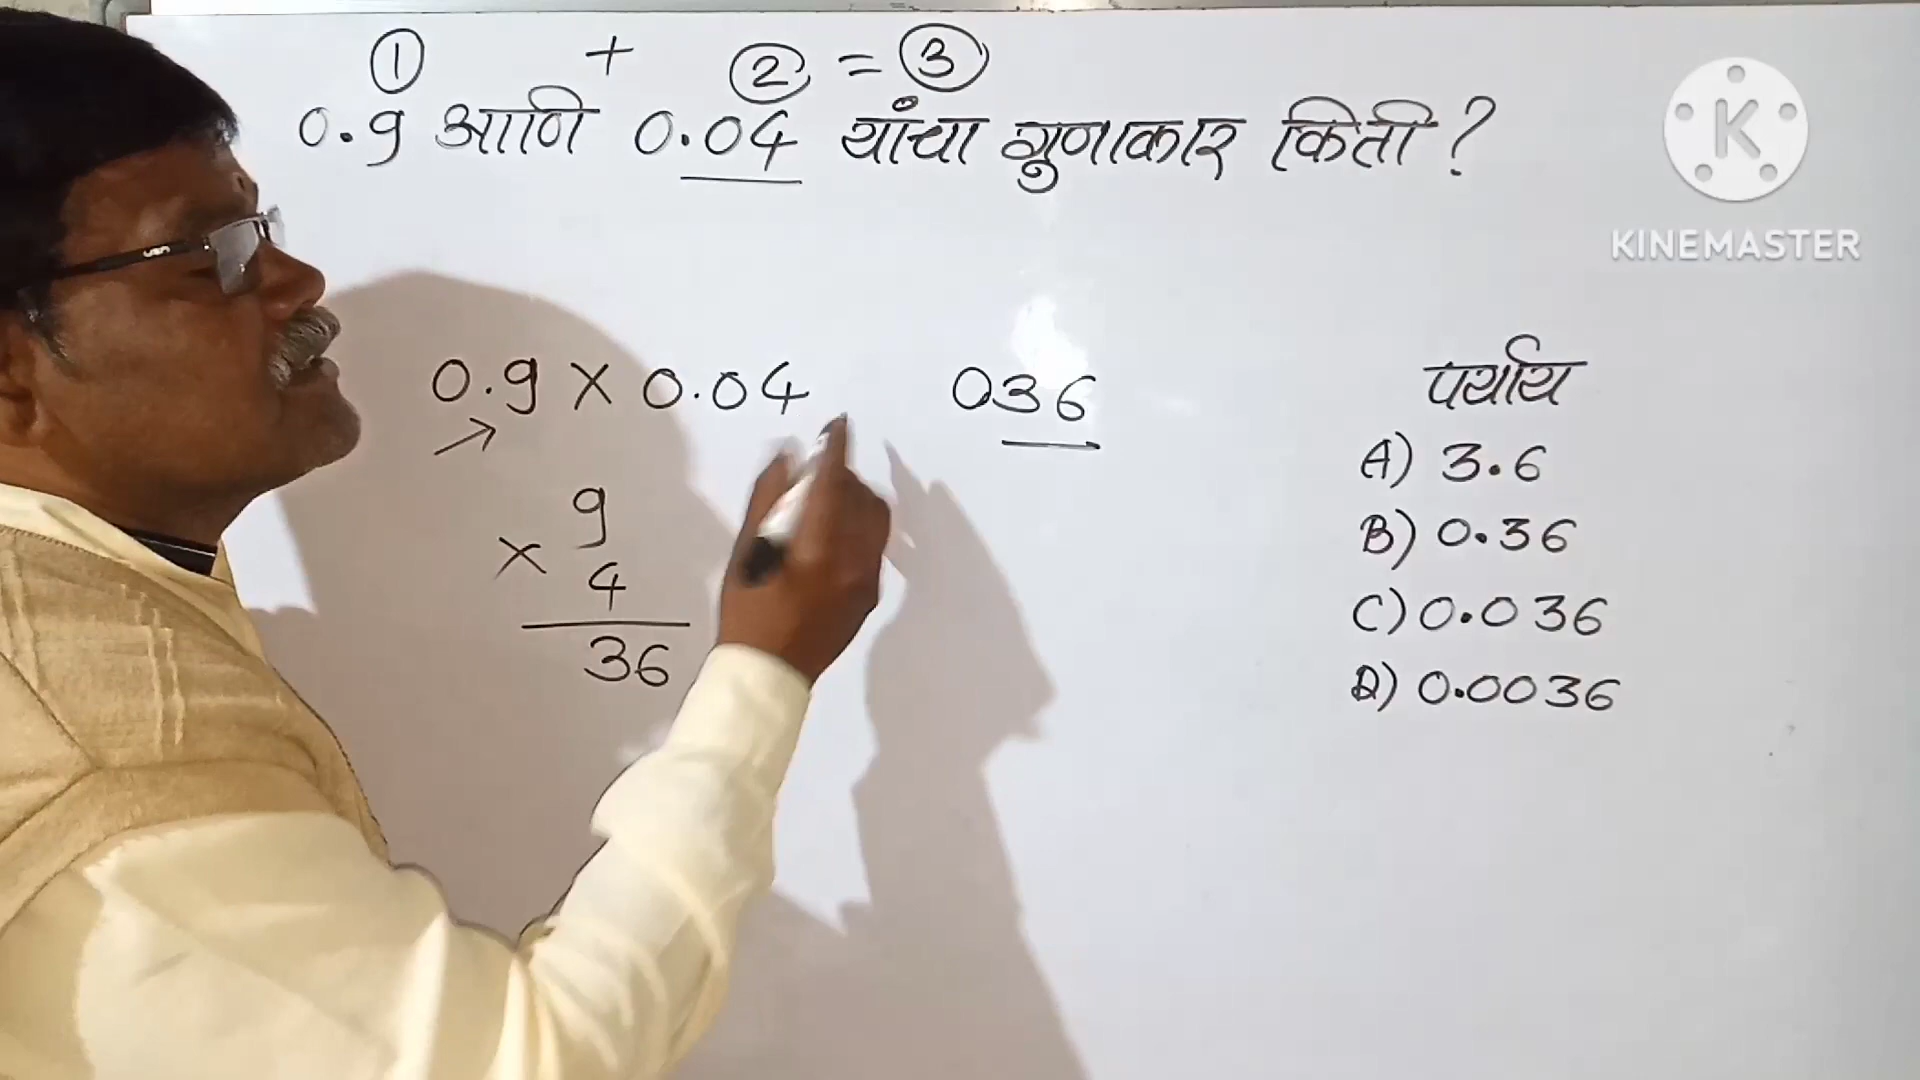 ① + ② = ③
0.9 आणि 0.04 यांचा गुणाकार किती?
K
KINEMASTER
0.9 × 0.04
036
9
× 4
36
पर्याय
A) 3.6
B) 0.36
C) 0.036
D) 0.0036